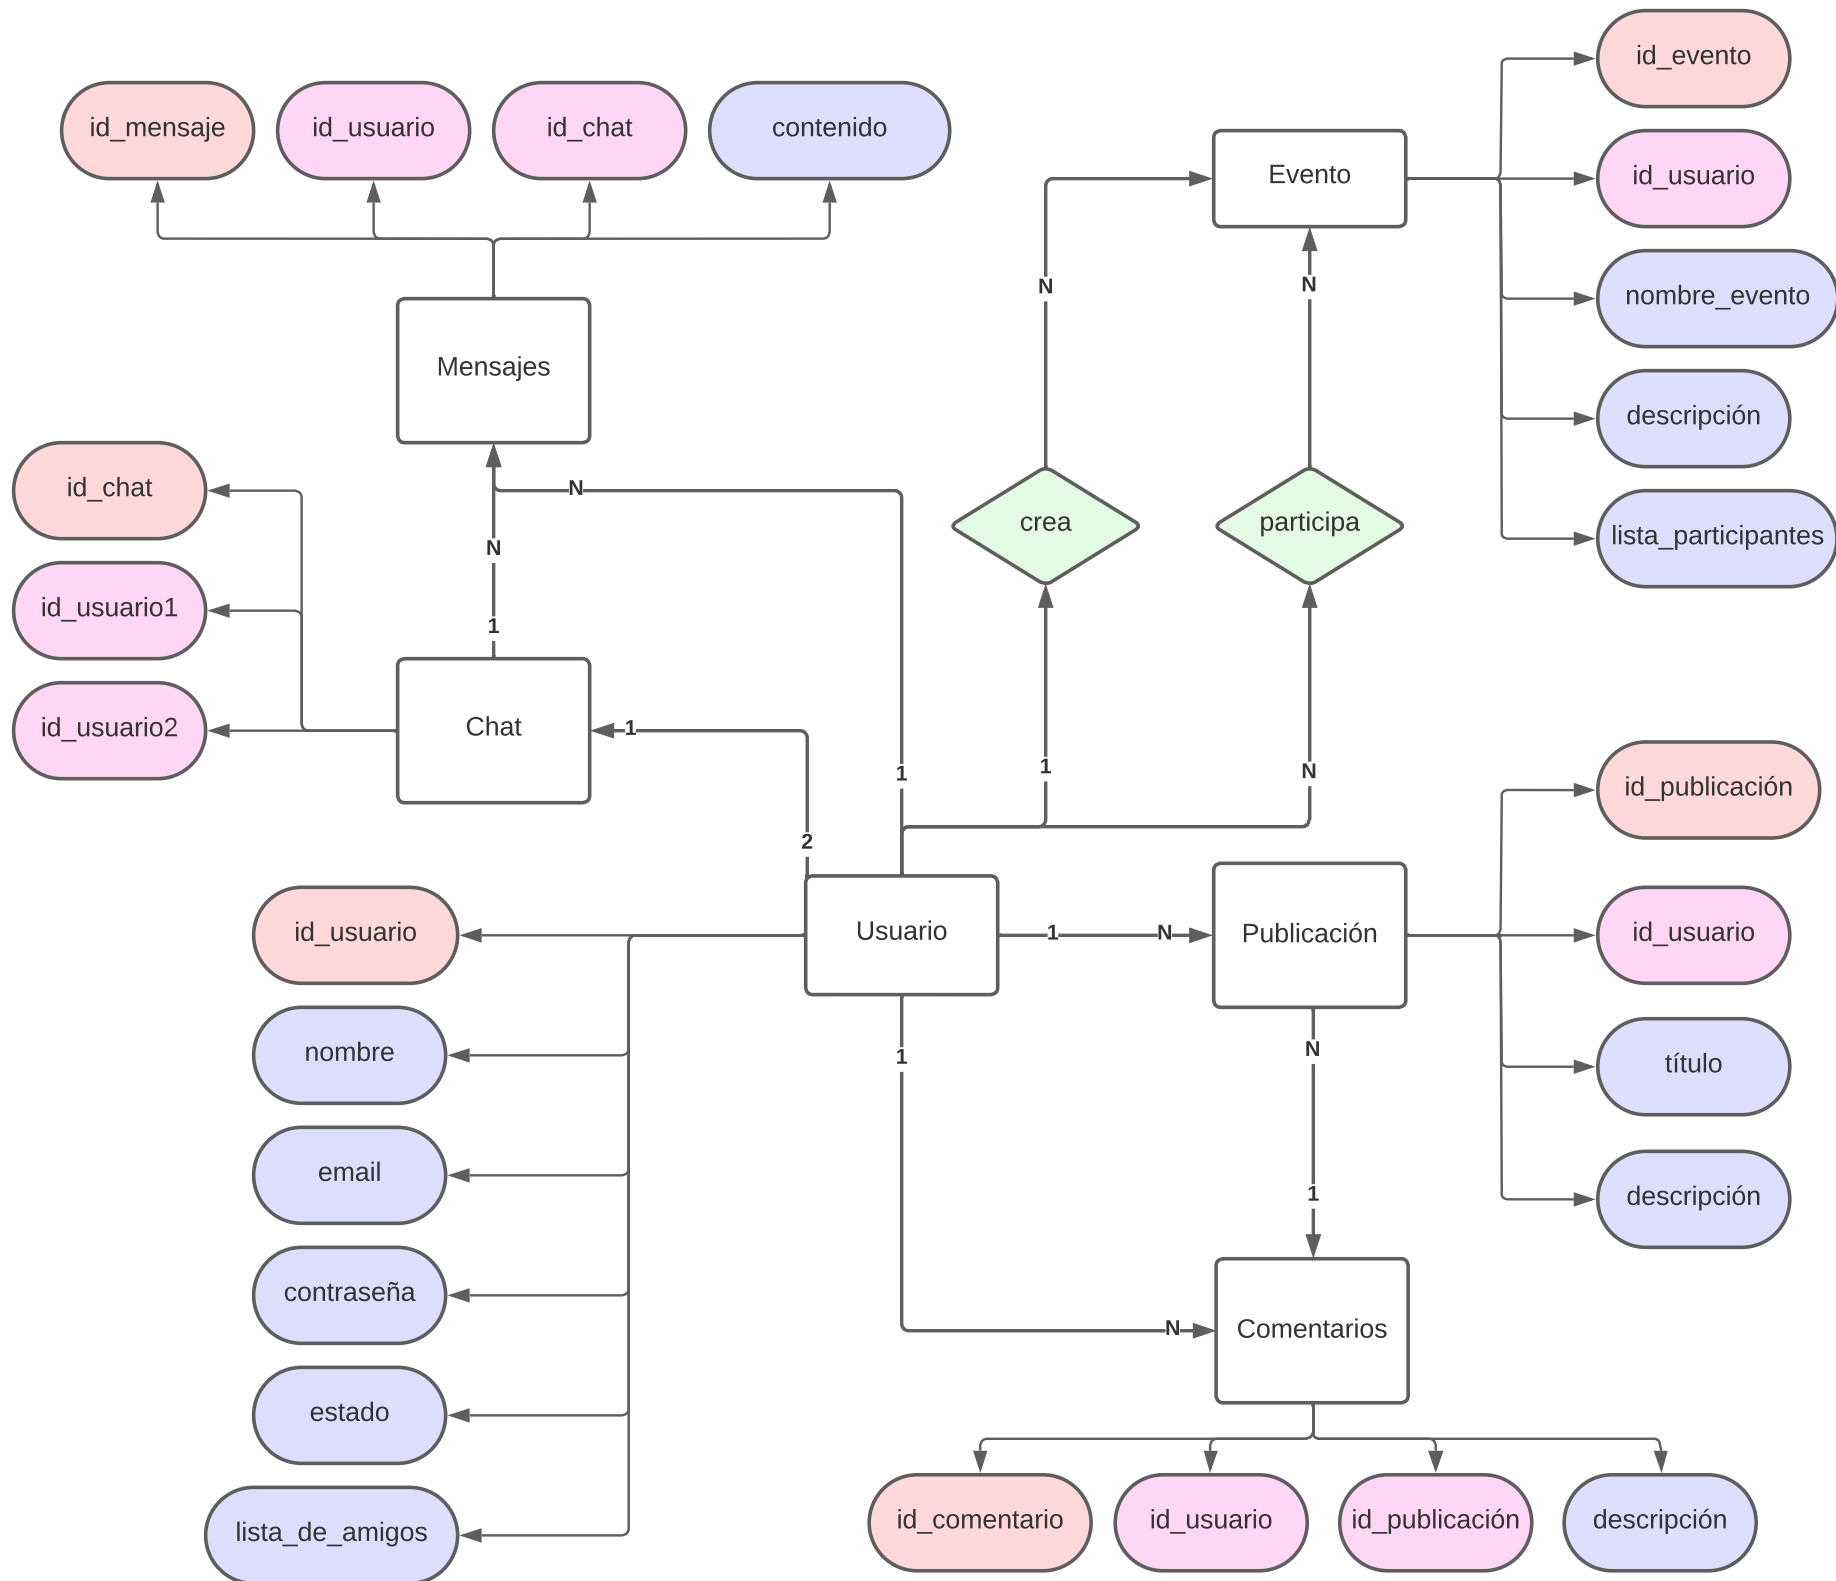 id_evento
id_mensaje
id_usuario
id_chat
contenido
Evento
id_usuario
N
N
nombre_evento
Mensajes
descripción
id_chat
N
crea
participa
lista_participantes
N
id_usuario1
1
id_usuario2
Chat
1
1
1
N
id_publicación
2
id_usuario
Usuario
1
N
Publicación
id_usuario
nombre
1
N
título
email
1
descripción
contraseña
N
Comentarios
estado
lista_de_amigos
id_comentario
id_usuario
id_publicación
descripción